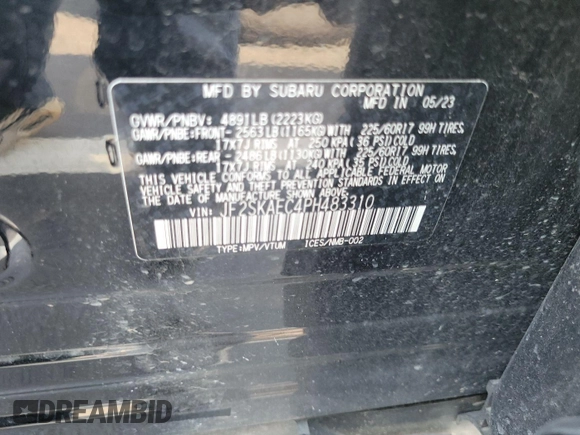 MFD BY SUBARU CORPORATION
MFD IN 05/23
GVWR/PNBV: 4891LB(2223KG)
GAWR/PNBE:FRONT- 2563LB(1165KG)WITH 225/60R17 99H TIRES,
17X7J RIMS AT 250 KPA(36 PSI)COLD
GAWR/PNBE:REAR - 2486LB(1130KG)WITH 225/60R17 99H TIRES,
17X7J RIMS AT 240 KPA(35 PSI)COLD
THIS VEHICLE CONFORMS TO ALL APPLICABLE FEDERAL MOTOR
VEHICLE SAFETY STANDARDS IN EFFECT ON
THE DATE OF MANUFACTURE SHOWN ABOVE.
VIN: JF2SKAEC4PH483310
TYPE:MPV/VTUM ICES/NMB-002
DREAMBID